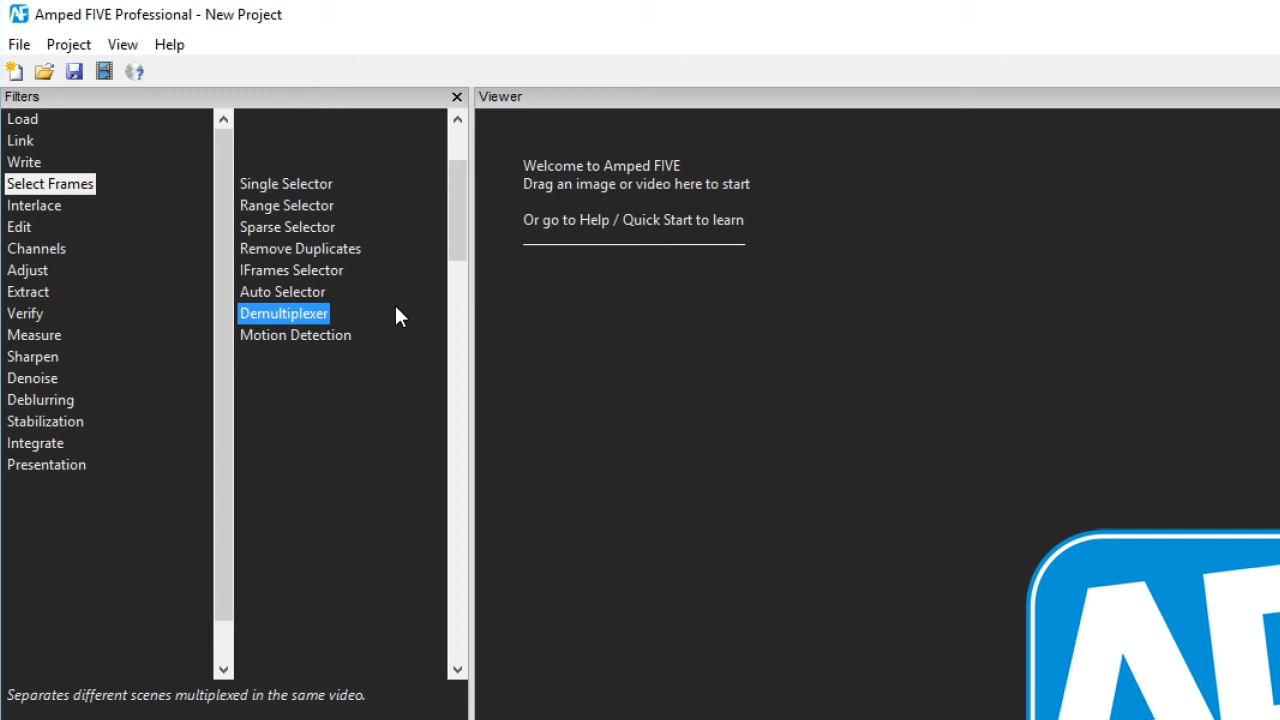 Amped FIVE Professional - New Project
File Project View Help
Filters
Viewer
Load
Link
Write
Select Frames
Interlace
Edit
Channels
Adjust
Extract
Verify
Measure
Sharpen
Denoise
Deblurring
Stabilization
Integrate
Presentation
Single Selector
Range Selector
Sparse Selector
Remove Duplicates
IFrames Selector
Auto Selector
Demultiplexer
Motion Detection
Separates different scenes multiplexed in the same video.
Welcome to Amped FIVE
Drag an image or video here to start
Or go to Help / Quick Start to learn